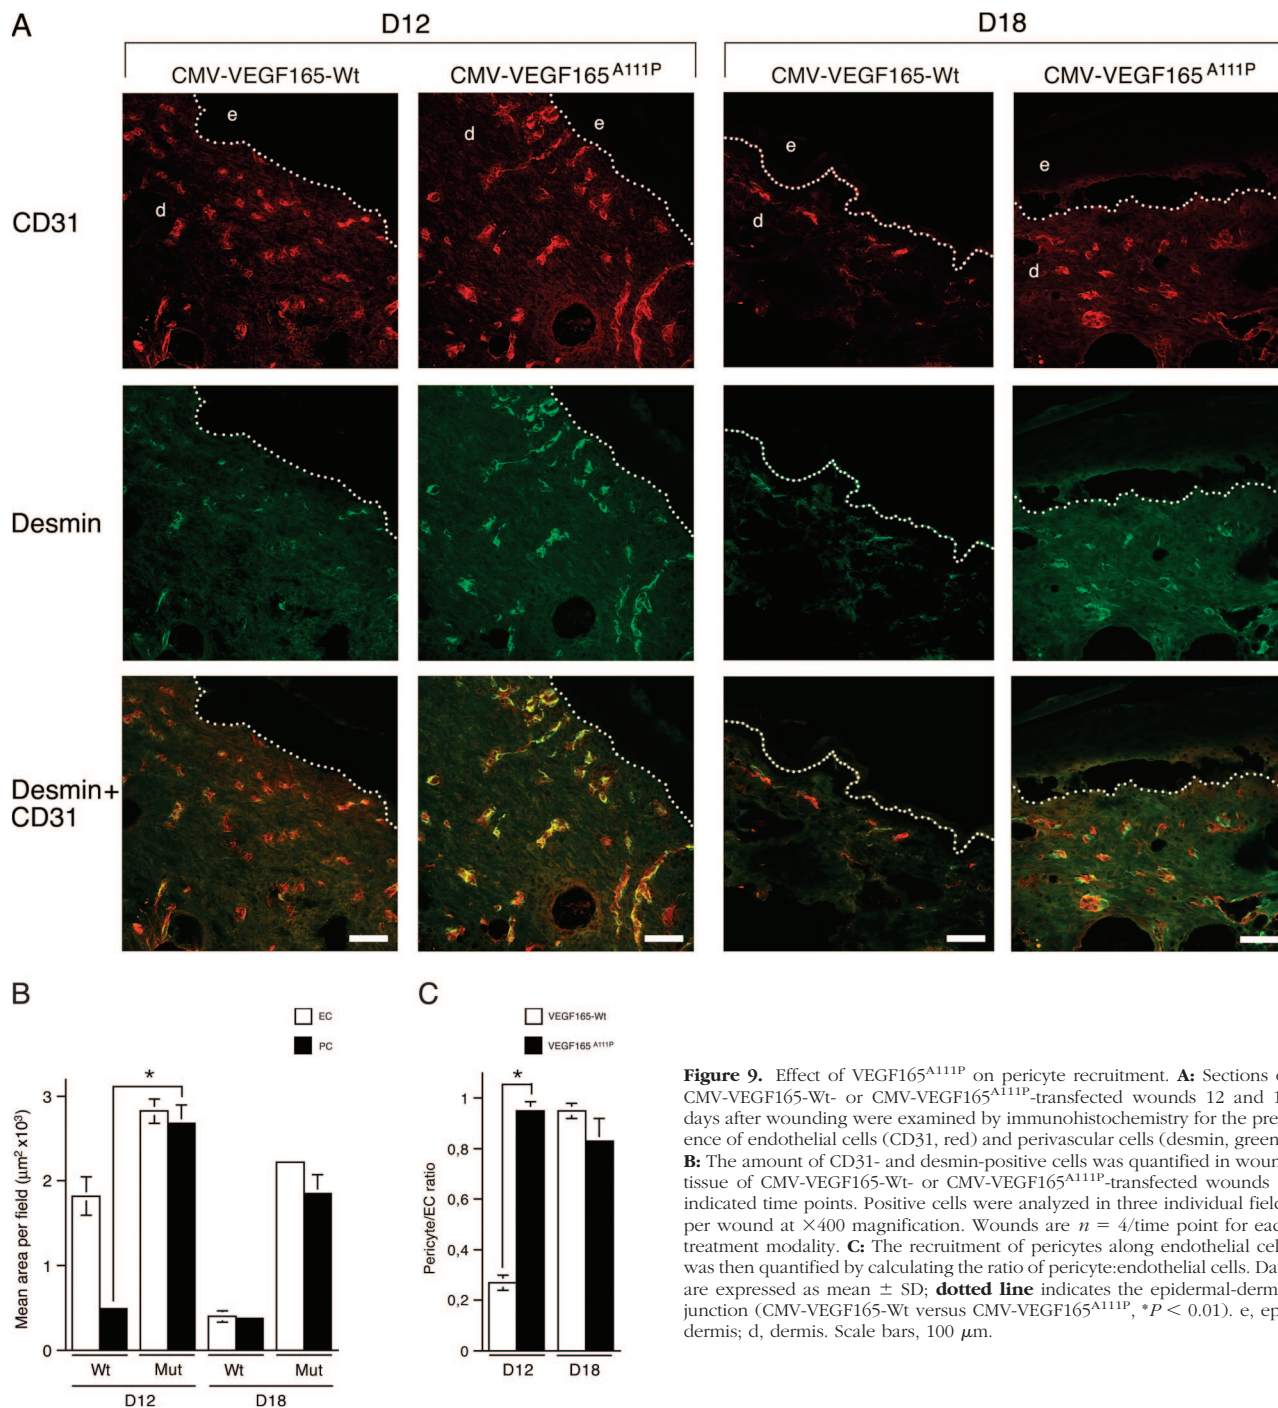 A
D12
D18
CMV-VEGF165-Wt
CMV-VEGF165A111P
CMV-VEGF165-Wt
CMV-VEGF165A111P
e
d
d
e
e
d
e
d
CD31
Desmin
Desmin+
CD31
B
EC
PC
Mean area per field (µm² x10³)
3
2
1
0
*
Wt
Mut
Wt
Mut
D12
D18
C
VEGF165-Wt
VEGF165 A111P
Pericyte/EC ratio
1
0,8
0,6
0,4
0,2
0
*
D12
D18
Figure 9. Effect of VEGF165A111P on pericyte recruitment. A: Sections
CMV-VEGF165-Wt- or CMV-VEGF165A111P-transfected wounds 12 and
days after wounding were examined by immunohistochemistry for the pres-
ence of endothelial cells (CD31, red) and perivascular cells (desmin, green
B: The amount of CD31- and desmin-positive cells was quantified in woun
tissue of CMV-VEGF165-Wt- or CMV-VEGF165A111P-transfected wounds
indicated time points. Positive cells were analyzed in three individual field
per wound at ×400 magnification. Wounds are n = 4/time point for eac
treatment modality. C: The recruitment of pericytes along endothelial cel
was then quantified by calculating the ratio of pericyte:endothelial cells. Da
are expressed as mean ± SD; dotted line indicates the epidermal-derm
junction (CMV-VEGF165-Wt versus CMV-VEGF165A111P, *P < 0.01). e, ep
dermis; d, dermis. Scale bars, 100 µm.